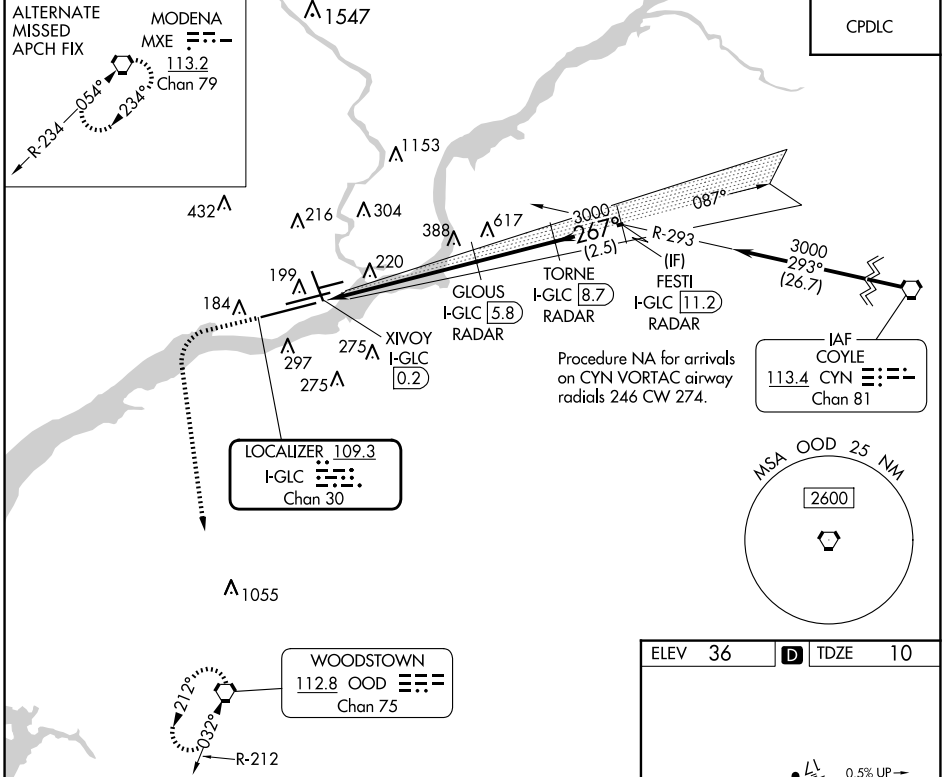 ALTERNATE
MISSED
APCH FIX
MODENA
MXE
113.2
Chan 79
054°
234°
R-234
1547
CPDLC
1153
432
216
304
388
617
3000
267°
(2.5)
087°
R-293
3000
293°
(26.7)
199
220
184
GLOUS
I-GLC 5.8
RADAR
TORNE
I-GLC 8.7
RADAR
(IF)
FESTI
I-GLC 11.2
RADAR
XIVOY
I-GLC
0.2
297
275
275
Procedure NA for arrivals
on CYN VORTAC airway
radials 246 CW 274.
IAF
COYLE
113.4 CYN
Chan 81
LOCALIZER 109.3
I-GLC
Chan 30
MSA OOD 25 NM
2600
1055
WOODSTOWN
112.8 OOD
Chan 75
212°
032°
R-212
ELEV 36 D TDZE 10
17
0.5% UP